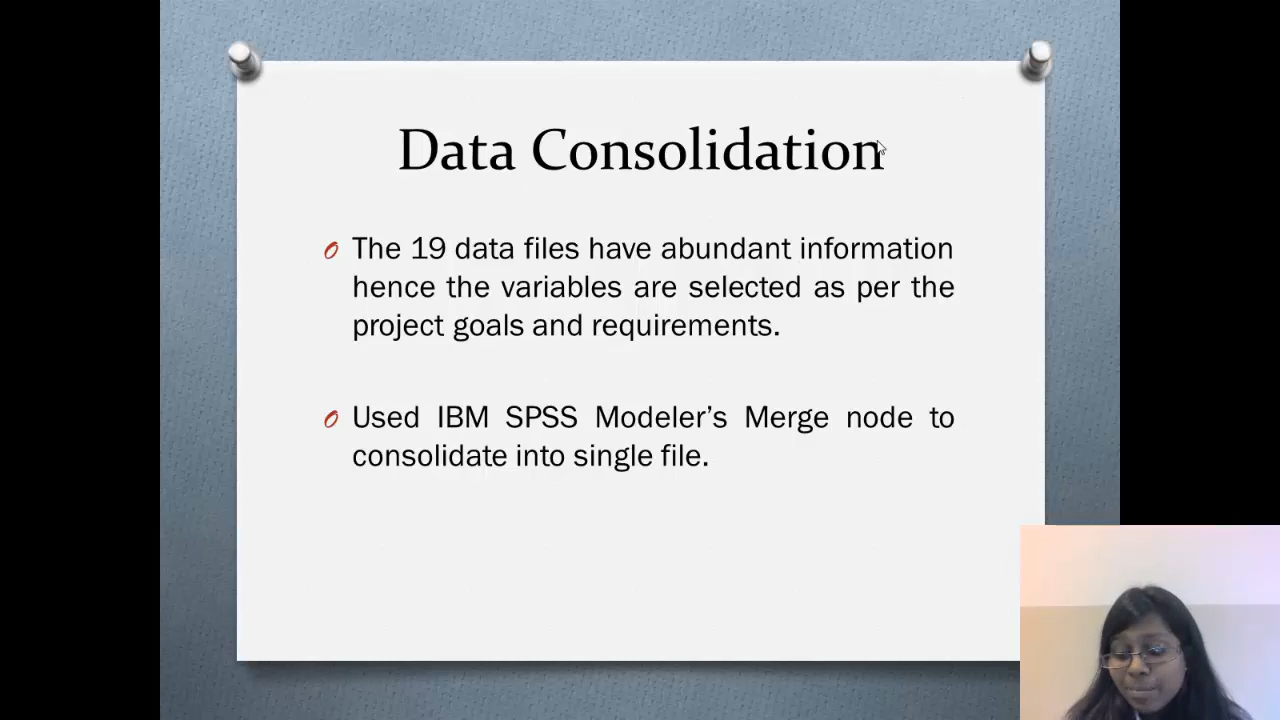 Data Consolidation
The 19 data files have abundant information
hence the variables are selected as per the
project goals and requirements.
Used IBM SPSS Modeler’s Merge node to
consolidate into single file.